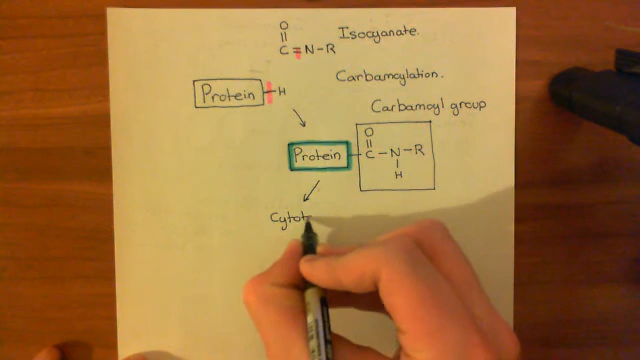 O
C=N-R Isocyanate.
Protein -H
Carbamoylation.
Carbamoyl group
O
Protein -C-N-R
H
Cytot